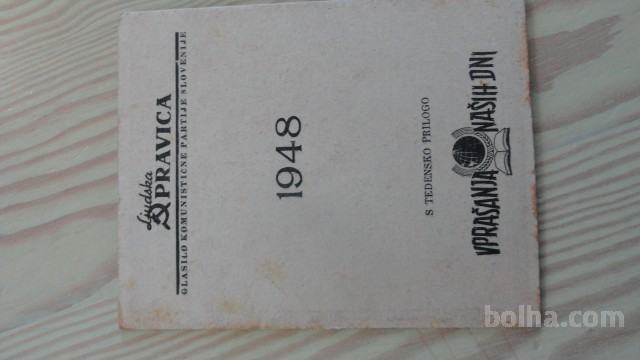 Ljudska
PRAVICA
GLASILO KOMUNISTIČNE PARTIJE SLOVENIJE
1948
S TEDENSKO PRILOGO
VPRAŠANJA NAŠIH DNI
bolha.com